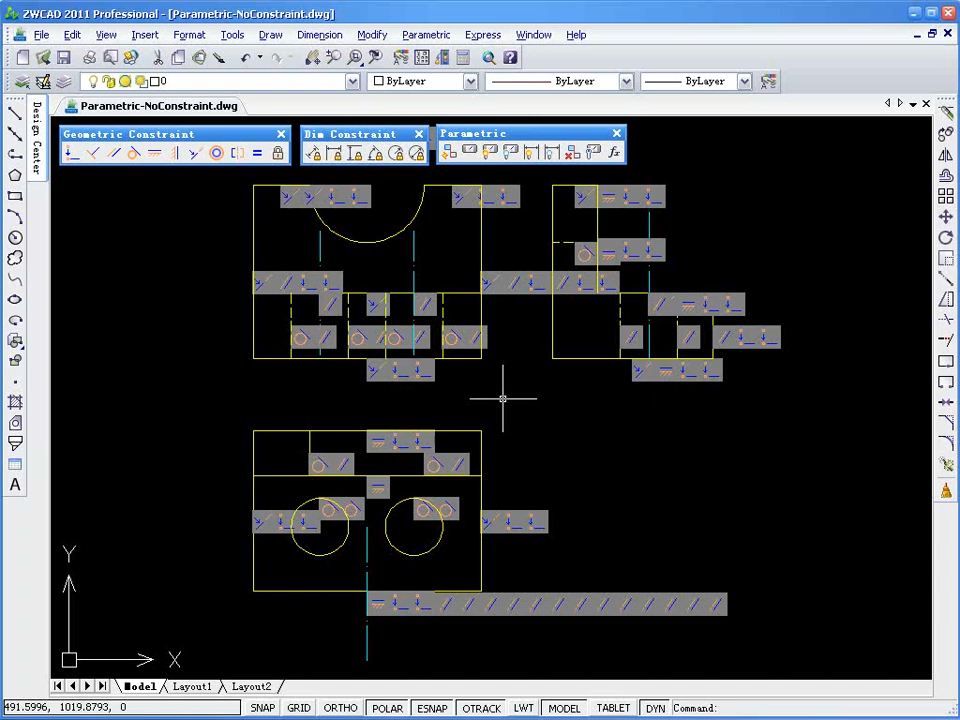 ZWCAD 2011 Professional - [Parametric-NoConstraint.dwg]
File Edit View Insert Format Tools Draw Dimension Modify Parametric Express Window Help
0 ByLayer ByLayer ByLayer
Parametric-NoConstraint.dwg
Design Center
Geometric Constraint
Dim Constraint
Parametric
fx
A
Y
X
Model Layout1 Layout2
491.5996, 1019.8793, 0
SNAP GRID ORTHO POLAR ESNAP OTRACK LWT MODEL TABLET DYN Command: